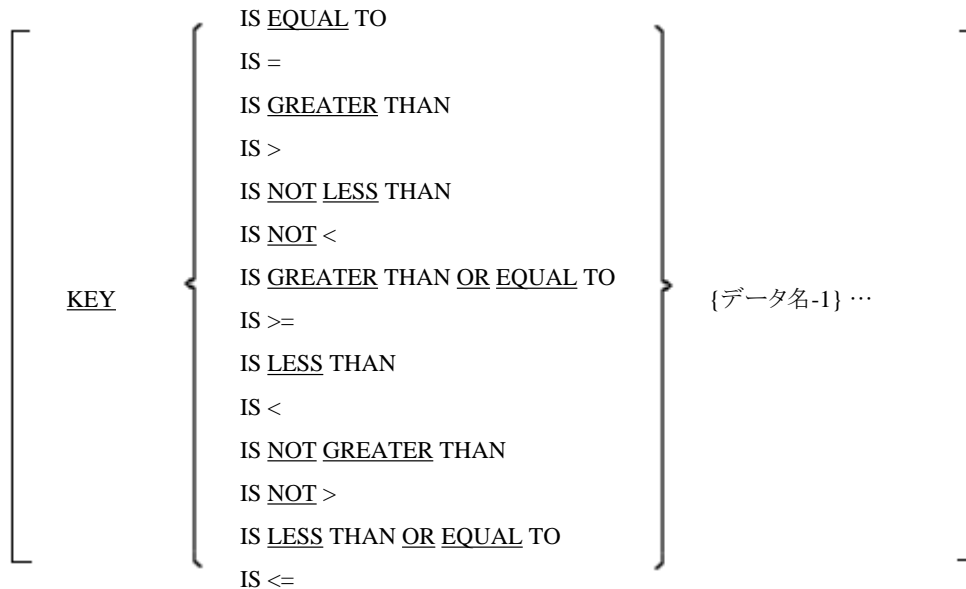 IS EQUAL TO
IS =
IS GREATER THAN
IS >
IS NOT LESS THAN
IS NOT <
IS GREATER THAN OR EQUAL TO
KEY
{データ名-1} …
IS >=
IS LESS THAN
IS <
IS NOT GREATER THAN
IS NOT >
IS LESS THAN OR EQUAL TO
IS <=